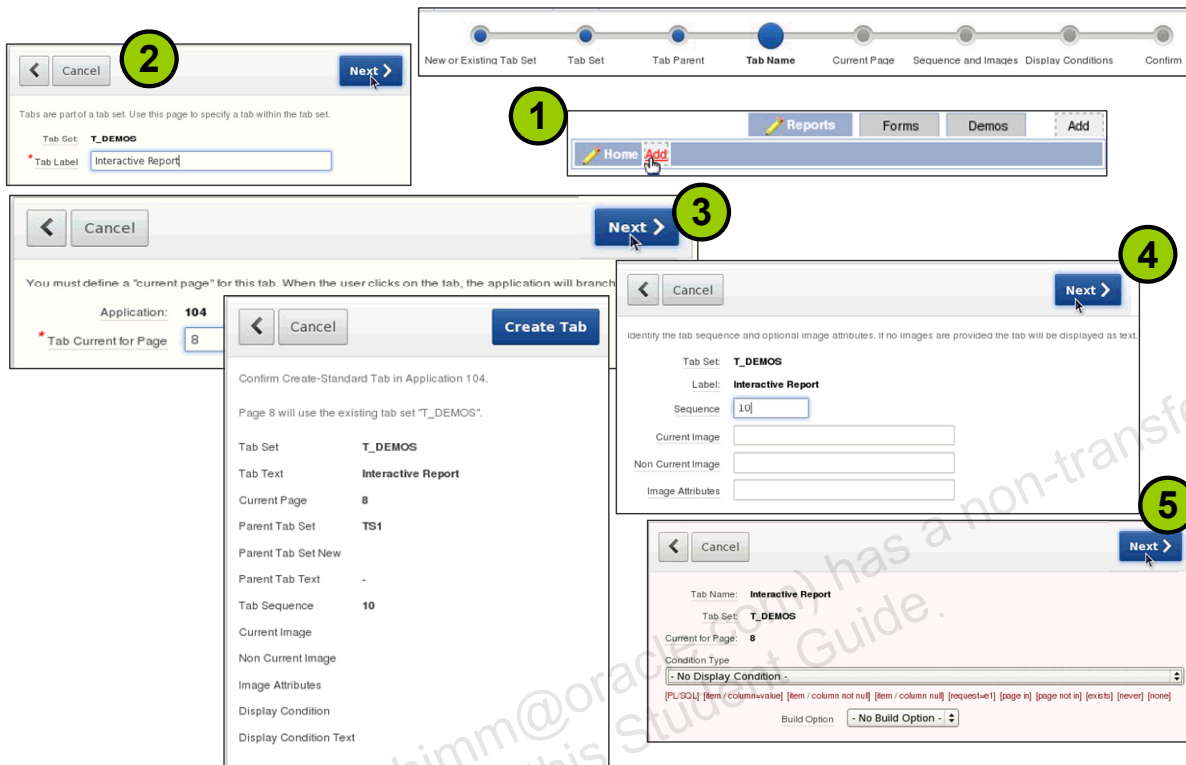 New or Existing Tab Set
Tab Set
Tab Parent
Tab Name
Current Page
Sequence and Images
Display Conditions
Confirm
1
Reports
Forms
Demos
Add
Home
Add
2
Cancel
Next
Tabs are part of a tab set. Use this page to specify a tab within the tab set.
Tab Set: T_DEMOS
* Tab Label Interactive Report
3
Cancel
Next
You must define a "current page" for this tab. When the user clicks on the tab, the application will branch
Application: 104
* Tab Current for Page 8
4
Cancel
Next
Identify the tab sequence and optional image attributes. If no images are provided the tab will be displayed as text.
Tab Set: T_DEMOS
Label: Interactive Report
Sequence 10
Current Image
Non Current Image
Image Attributes
5
Cancel
Next
Tab Name: Interactive Report
Tab Set: T_DEMOS
Current for Page: 8
Condition Type
- No Display Condition -
[PL/SQL] [item / column=value] [item / column not null] [item / column null] [request=e1] [page in] [page not in] [exists] [never] [none]
Build Option - No Build Option -
Cancel
Create Tab
Confirm Create-Standard Tab in Application 104.
Page 8 will use the existing tab set "T_DEMOS".
Tab Set T_DEMOS
Tab Text Interactive Report
Current Page 8
Parent Tab Set TS1
Parent Tab Set New
Parent Tab Text -
Tab Sequence 10
Current Image
Non Current Image
Image Attributes
Display Condition
Display Condition Text
himm@oracle.com) has a non-transfe
his Student Guide.